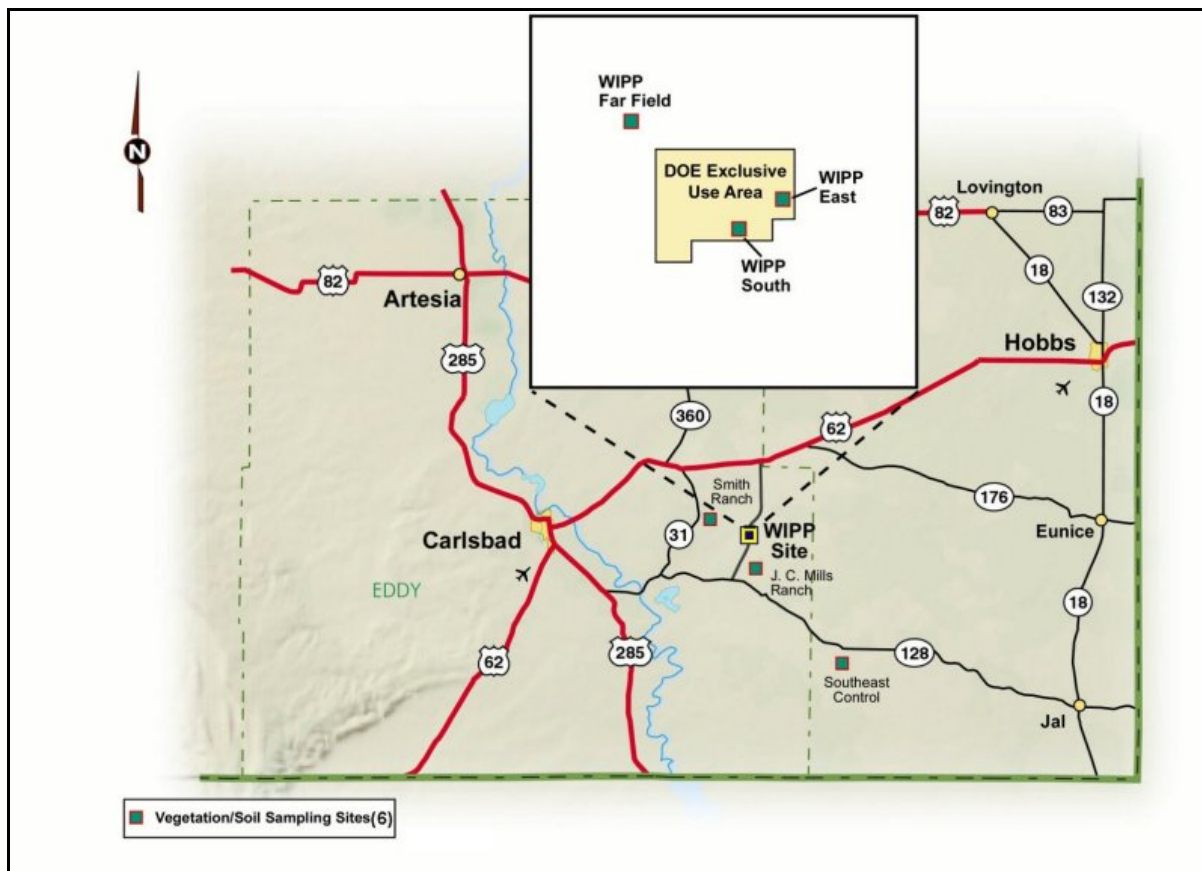 WIPP
Far Field
DOE Exclusive
Use Area
WIPP
East
WIPP
South
N
Lovington
82
83
18
132
82
Artesia
285
Hobbs
18
360
62
Smith
Ranch
176
Eunice
31
WIPP
Site
Carlsbad
J. C. Mills
Ranch
EDDY
18
62
285
128
Southeast
Control
Jal
Vegetation/Soil Sampling Sites(6)